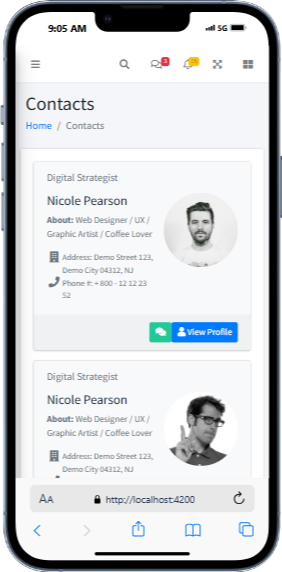 9:05 AM
5G
3
15
Contacts
Home / Contacts
Digital Strategist
Nicole Pearson
About: Web Designer / UX /
Graphic Artist / Coffee Lover
Address: Demo Street 123,
Demo City 04312, NJ
Phone #: + 800 - 12 12 23
52
View Profile
Digital Strategist
Nicole Pearson
About: Web Designer / UX /
Graphic Artist / Coffee Lover
Address: Demo Street 123,
Demo City 04312, NJ
AA
http://localhost:4200